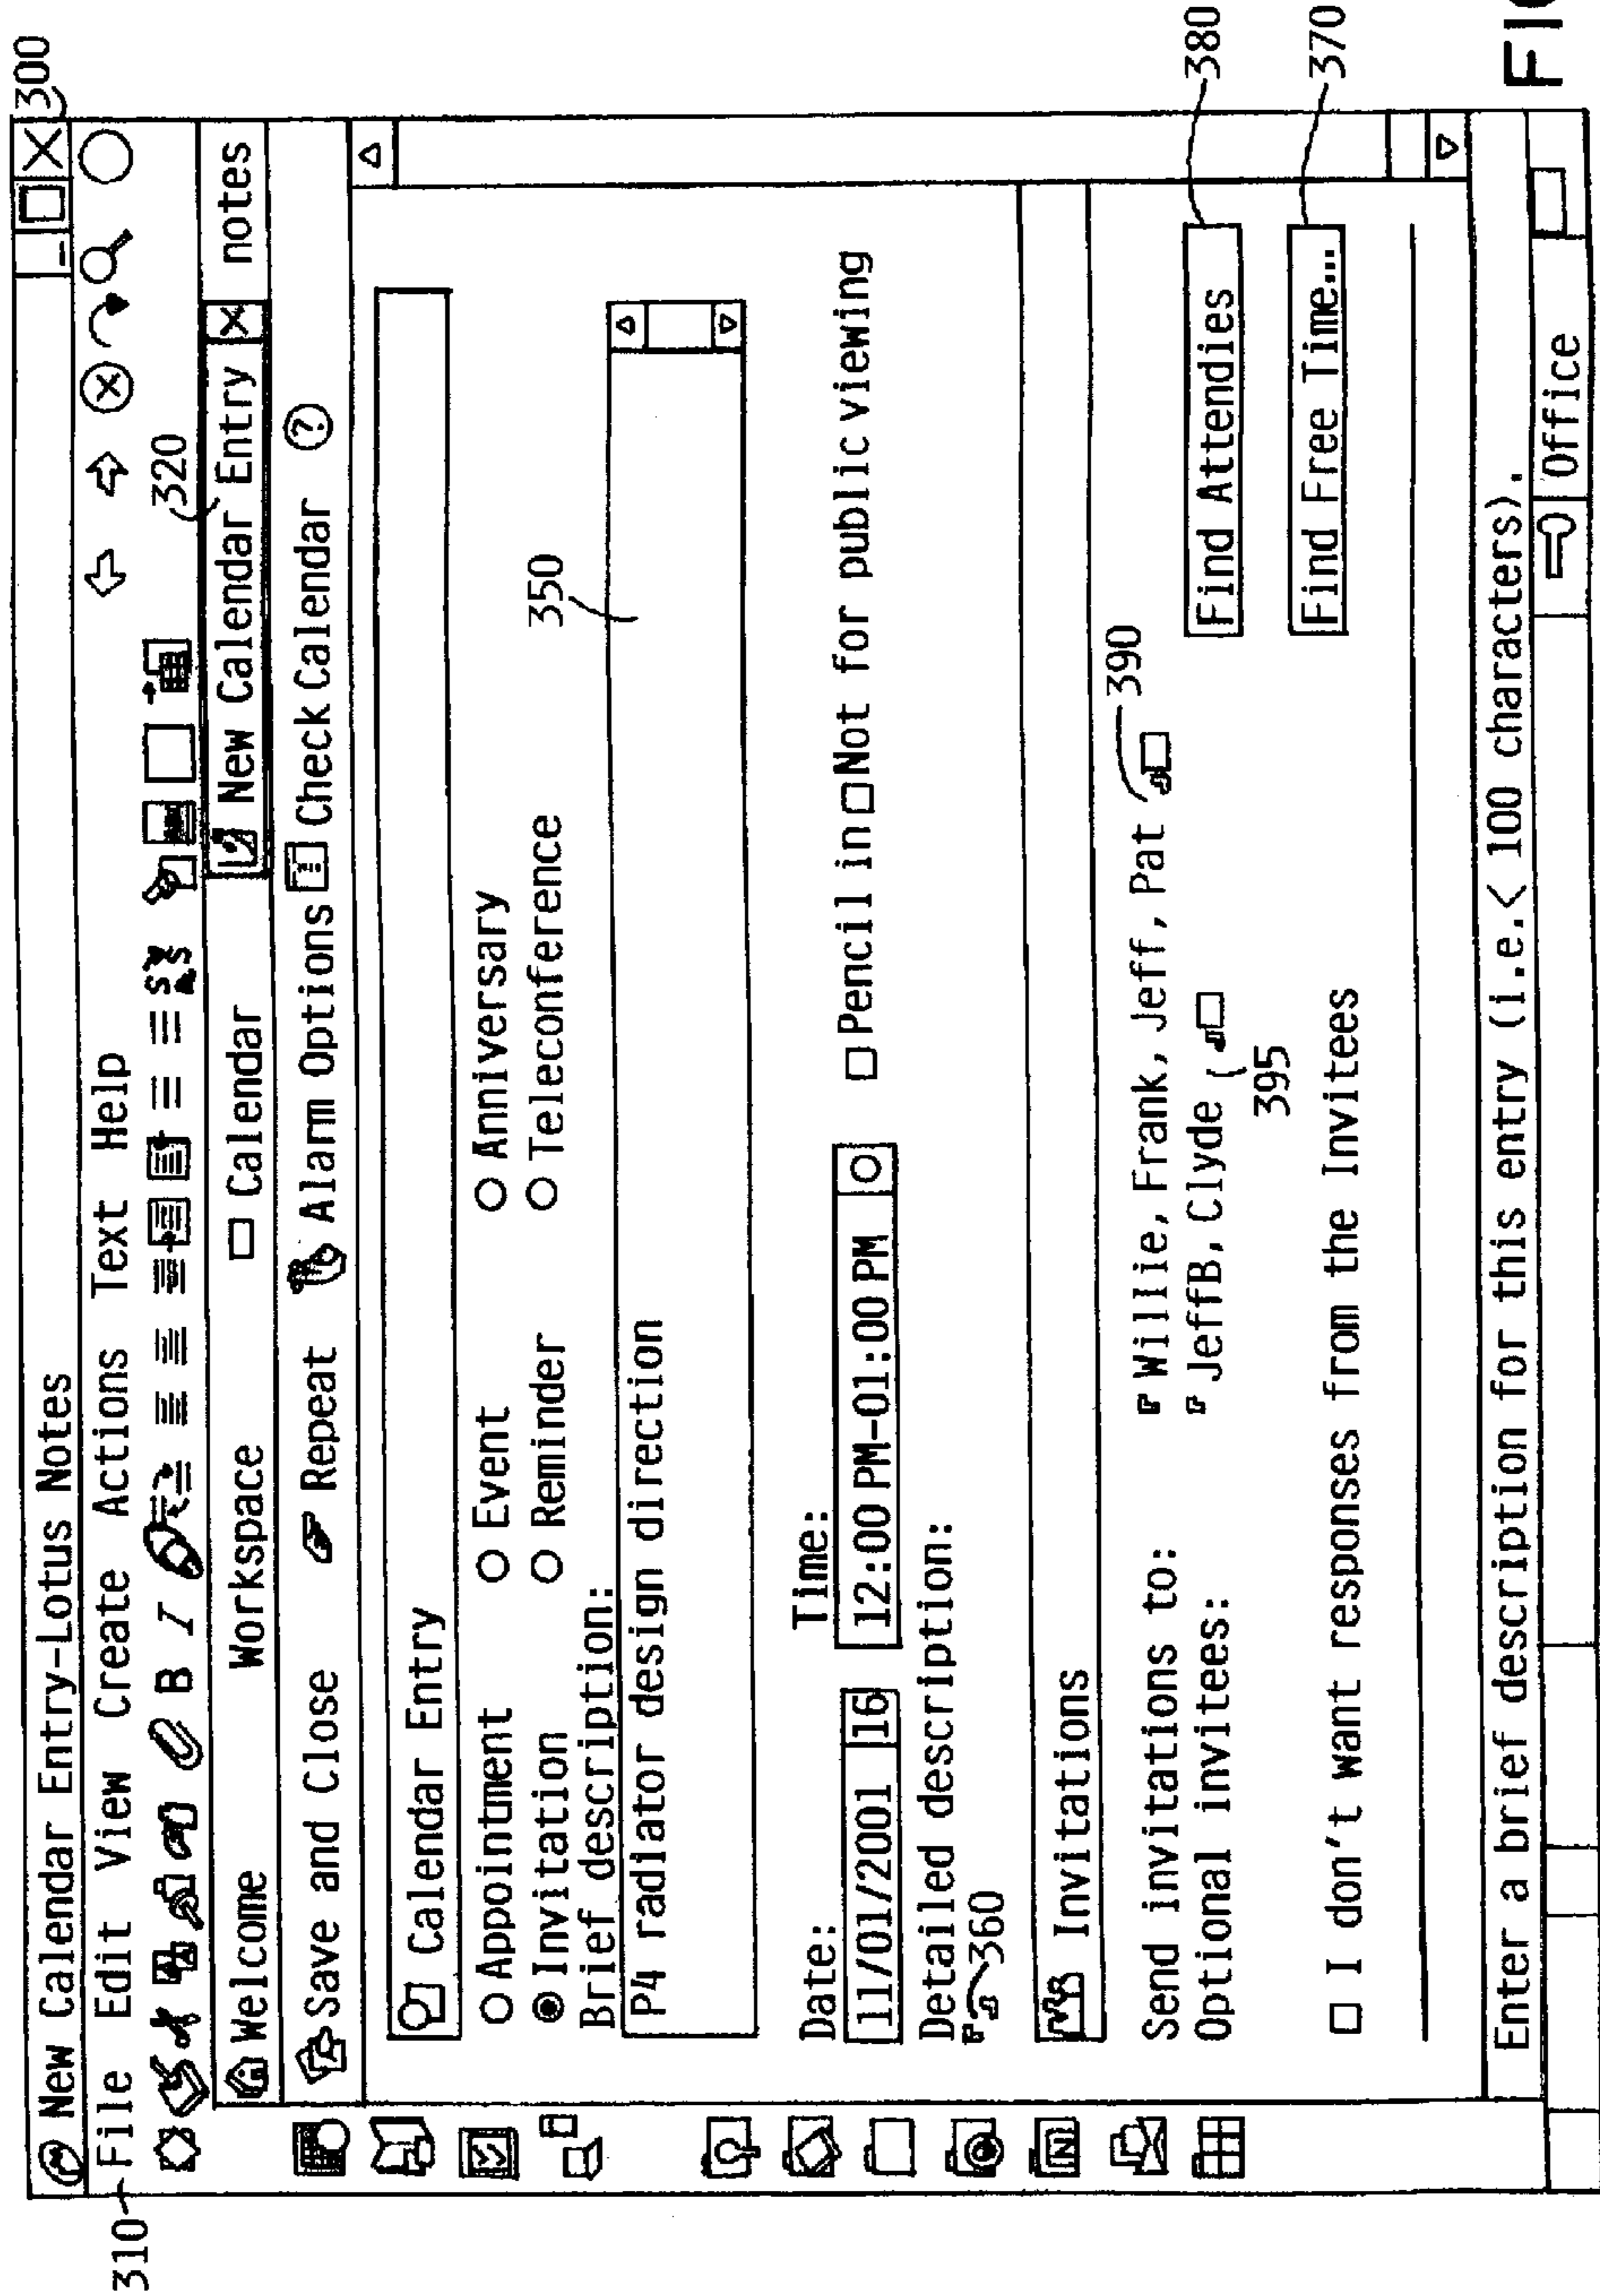 300
New Calendar Entry-Lotus Notes
310
File Edit View Create Actions Text Help
B I
320
Welcome Workspace Calendar New Calendar Entry X notes
Save and Close Repeat Alarm Options Check Calendar ?
Calendar Entry
Appointment Event Anniversary
Invitation Reminder Teleconference
350
Brief description:
P4 radiator design direction
Date: Time:
11/01/2001 16 12:00 PM-01:00 PM Pencil in Not for public viewing
Detailed description:
360
Invitations
390
Send invitations to: Willie, Frank, Jeff, Pat
Optional invitees: JeffB, Clyde
Find Attendies 380
395
Find Free Time... 370
I don't want responses from the Invitees
Enter a brief description for this entry (i.e.< 100 characters).
Office